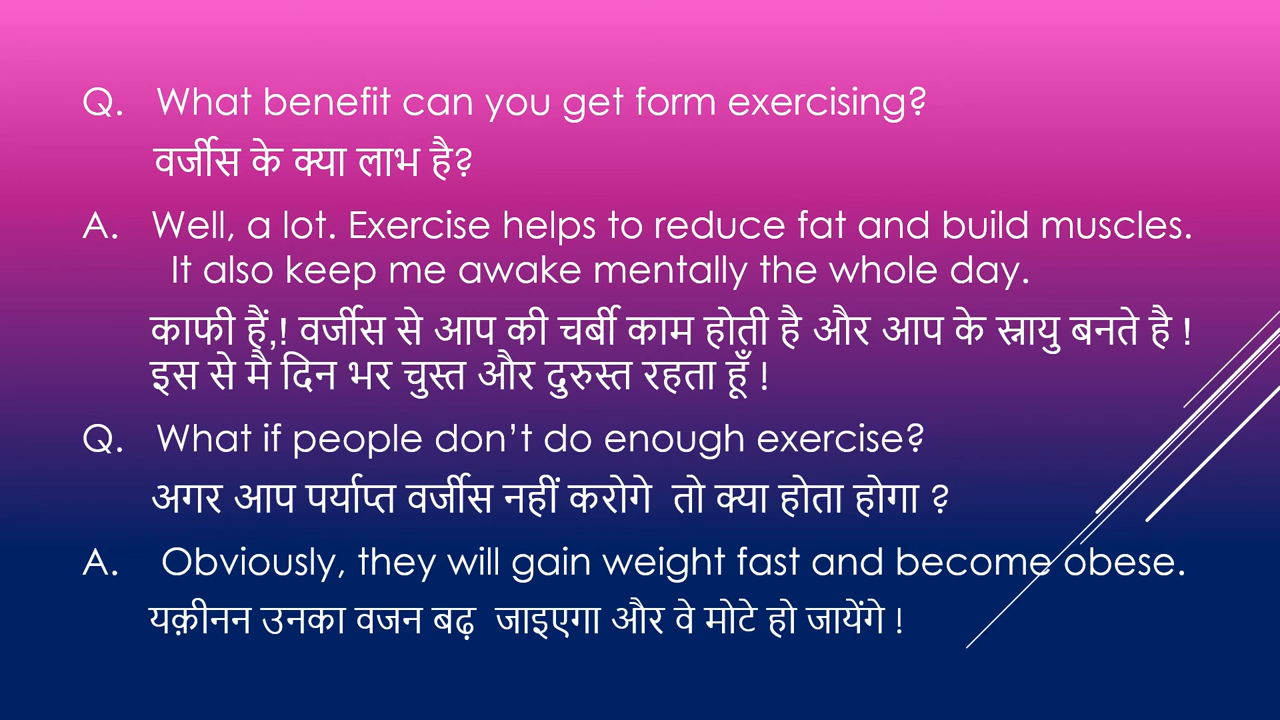 Q. What benefit can you get form exercising?
वर्जीस के क्या लाभ है?
A. Well, a lot. Exercise helps to reduce fat and build muscles.
It also keep me awake mentally the whole day.
काफी हैं,! वर्जीस से आप की चर्बी काम होती है और आप के स्नायु बनते है !
इस से मै दिन भर चुस्त और दुरुस्त रहता हूँ !
Q. What if people don't do enough exercise?
अगर आप पर्याप्त वर्जीस नहीं करोगे तो क्या होता होगा ?
A. Obviously, they will gain weight fast and become obese.
यक़ीनन उनका वजन बढ़ जाइएगा और वे मोटे हो जायेंगे !